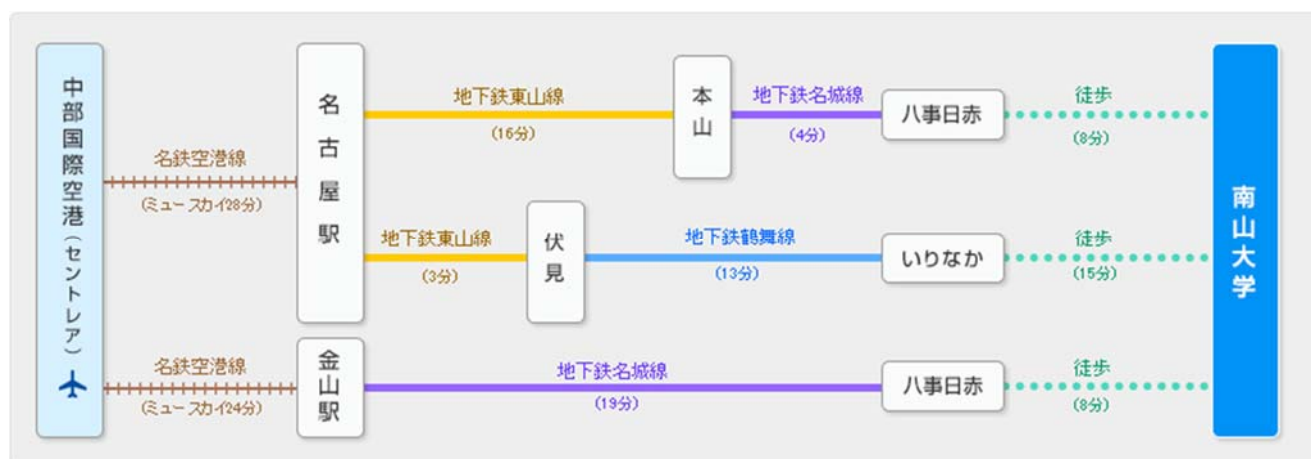 中部国際空港(セントレア)
名鉄空港線
(ミュースカイ28分)
名古屋駅
地下鉄東山線
(16分)
本山
地下鉄名城線
(4分)
八事日赤
徒歩
(8分)
地下鉄東山線
(3分)
伏見
地下鉄鶴舞線
(13分)
いりなか
徒歩
(15分)
名鉄空港線
(ミュースカイ24分)
金山駅
地下鉄名城線
(19分)
八事日赤
徒歩
(8分)
南山大学